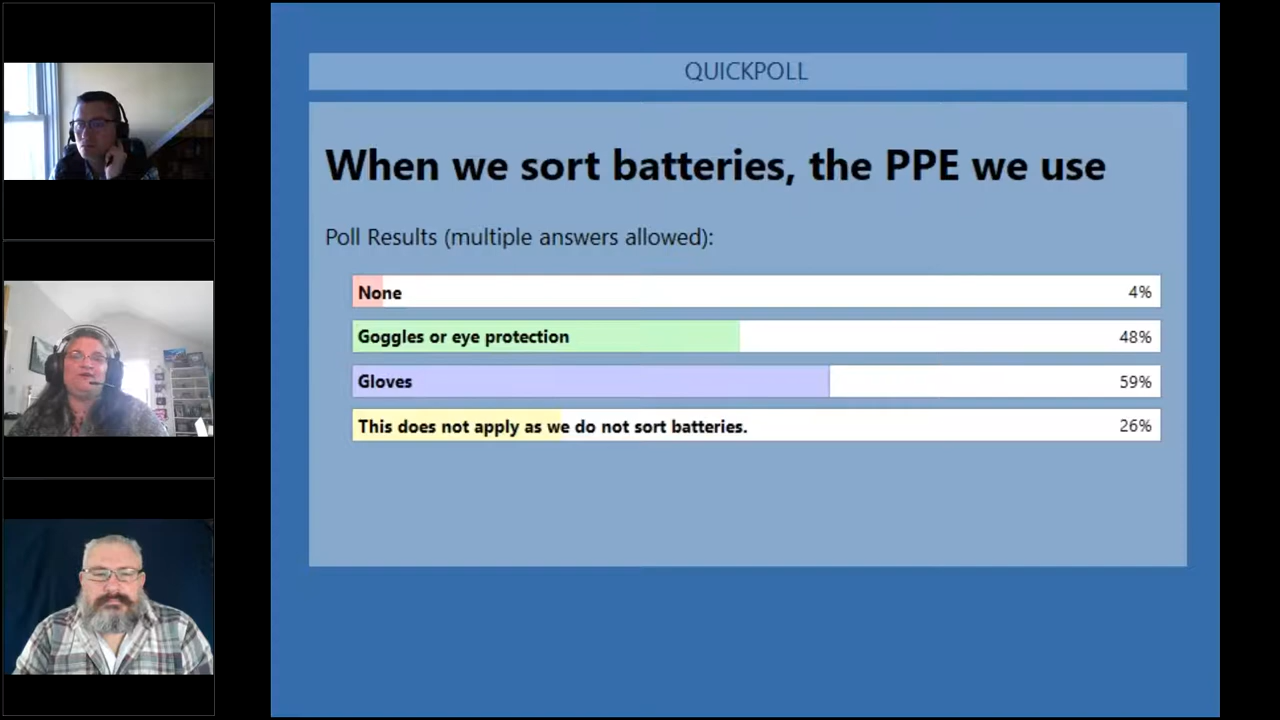 QUICKPOLL
When we sort batteries, the PPE we use
Poll Results (multiple answers allowed):
None 4%
Goggles or eye protection 48%
Gloves 59%
This does not apply as we do not sort batteries. 26%